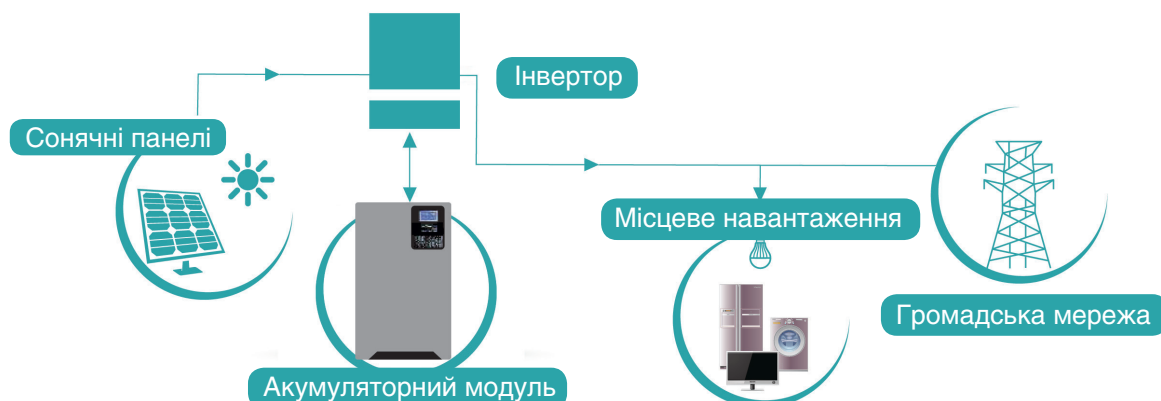 Інвертор
Сонячні панелі
Місцеве навантаження
Громадська мережа
Акумуляторний модуль